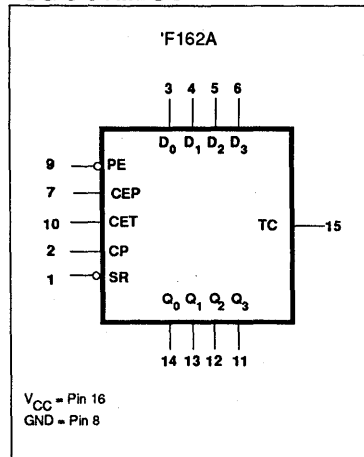 'F162A
3 4 5 6
D0 D1 D2 D3
9 PE
7 CEP
10 CET
TC 15
2 CP
1 SR
Q0 Q1 Q2 Q3
14 13 12 11
VCC = Pin 16
GND = Pin 8